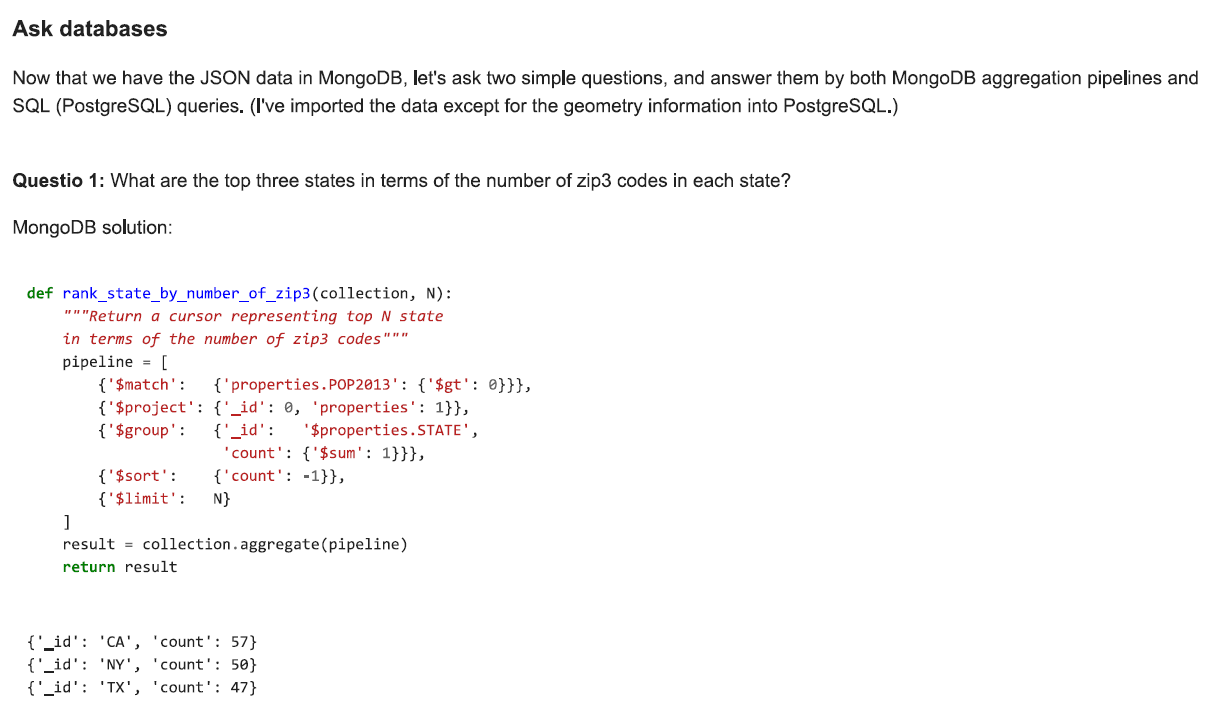 Ask databases
Now that we have the JSON data in MongoDB, let's ask two simple questions, and answer them by both MongoDB aggregation pipelines and
SQL (PostgreSQL) queries. (I've imported the data except for the geometry information into PostgreSQL.)
Questio 1: What are the top three states in terms of the number of zip3 codes in each state?
MongoDB solution:
def rank_state_by_number_of_zip3(collection, N):
    """Return a cursor representing top N state
    in terms of the number of zip3 codes"""
    pipeline = [
        {'$match':   {'properties.POP2013': {'$gt': 0}}},
        {'$project': {'_id': 0, 'properties': 1}},
        {'$group':   {'_id':   '$properties.STATE',
                      'count': {'$sum': 1}}},
        {'$sort':    {'count': -1}},
        {'$limit':   N}
    ]
    result = collection.aggregate(pipeline)
    return result
{'_id': 'CA', 'count': 57}
{'_id': 'NY', 'count': 50}
{'_id': 'TX', 'count': 47}